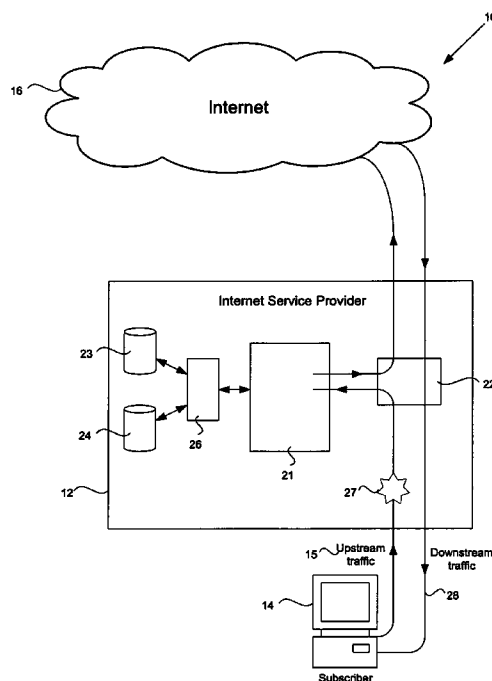 16
Internet
Internet Service Provider
23
24
26
21
22
12
27
15
Upstream
traffic
Downstream
traffic
14
28
Subscriber